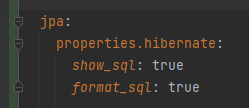 jpa:
properties.hibernate:
show_sql: true
format_sql: true